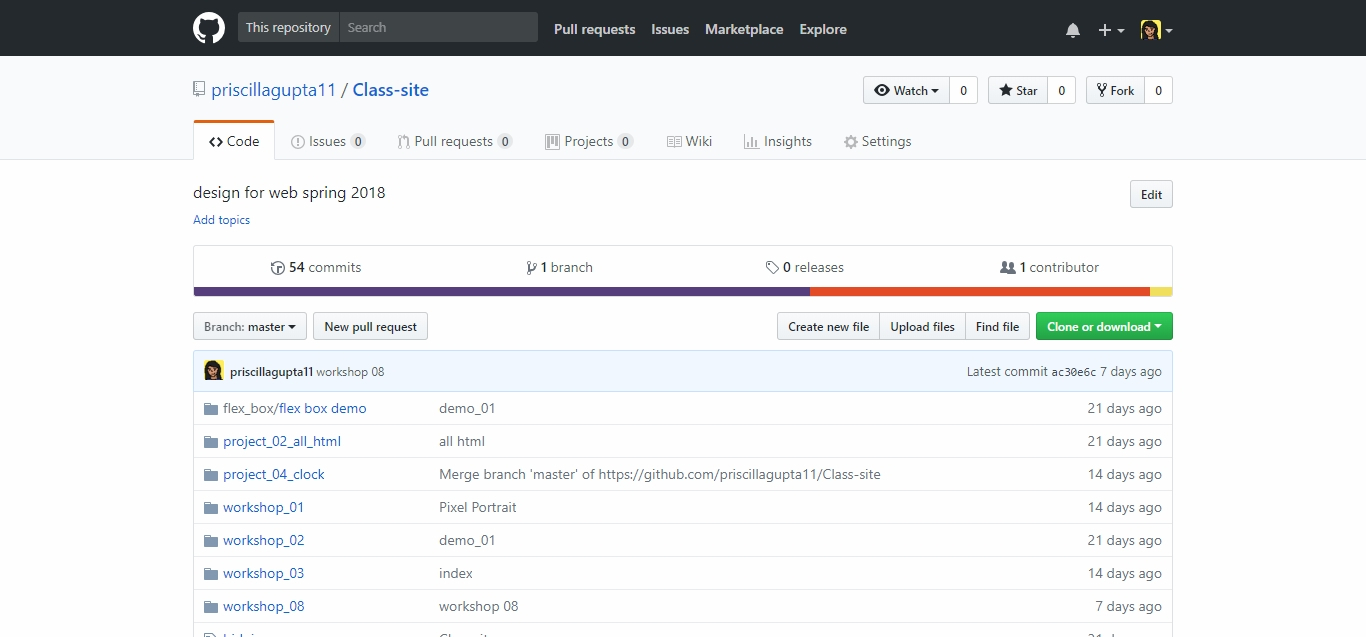 This repository Search Pull requests Issues Marketplace Explore
priscillagupta11 / Class-site Watch 0 Star 0 Fork 0
Code Issues 0 Pull requests 0 Projects 0 Wiki Insights Settings
design for web spring 2018 Edit
Add topics
54 commits 1 branch 0 releases 1 contributor
Branch: master New pull request Create new file Upload files Find file Clone or download
priscillagupta11 workshop 08 Latest commit ac30e6c 7 days ago
flex_box/flex box demo demo_01 21 days ago
project_02_all_html all html 21 days ago
project_04_clock Merge branch 'master' of https://github.com/priscillagupta11/Class-site 14 days ago
workshop_01 Pixel Portrait 14 days ago
workshop_02 demo_01 21 days ago
workshop_03 index 14 days ago
workshop_08 workshop 08 7 days ago